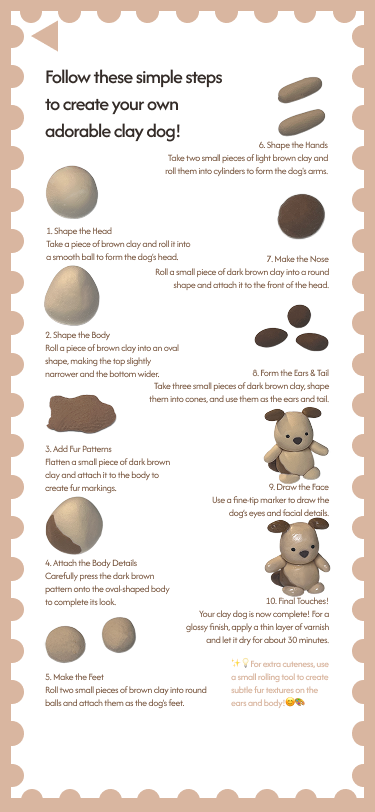 Follow these simple steps
to create your own
adorable clay dog!
1. Shape the Head
Take a piece of brown clay and roll it into
a smooth ball to form the dog's head.
2. Shape the Body
Roll a piece of brown clay into an oval
shape, making the top slightly
narrower and the bottom wider.
3. Add Fur Patterns
Flatten a small piece of dark brown
clay and attach it to the body to
create fur markings.
4. Attach the Body Details
Carefully press the dark brown
pattern onto the oval-shaped body
to complete its look.
5. Make the Feet
Roll two small pieces of brown clay into round
balls and attach them as the dog's feet.
6. Shape the Hands
Take two small pieces of light brown clay and
roll them into cylinders to form the dog's arms.
7. Make the Nose
Roll a small piece of dark brown clay into a round
shape and attach it to the front of the head.
8. Form the Ears & Tail
Take three small pieces of dark brown clay, shape
them into cones, and use them as the ears and tail.
9. Draw the Face
Use a fine-tip marker to draw the
dog's eyes and facial details.
10. Final Touches!
Your clay dog is now complete! For a
glossy finish, apply a thin layer of varnish
and let it dry for about 30 minutes.
✨💡For extra cuteness, use
a small rolling tool to create
subtle fur textures on the
ears and body!😊🎨